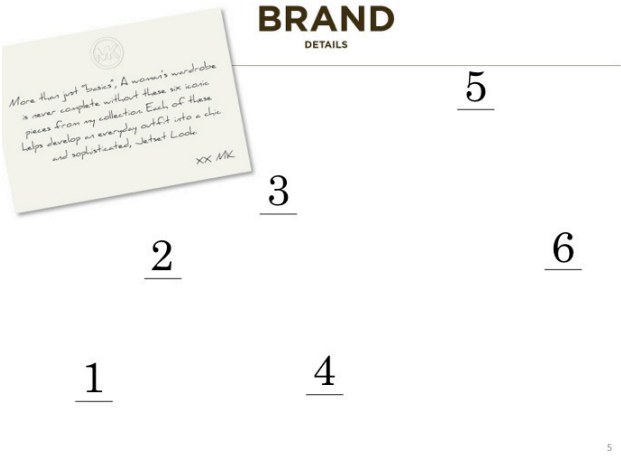 BRAND
DETAILS
MK
More than just "basics", A woman's wardrobe
is never complete without these six iconic
pieces from my collection. Each of these
helps develop an everyday outfit into a chic
and sophisticated, Jetset Look.
XX MK
5
3
2
6
1
4
5